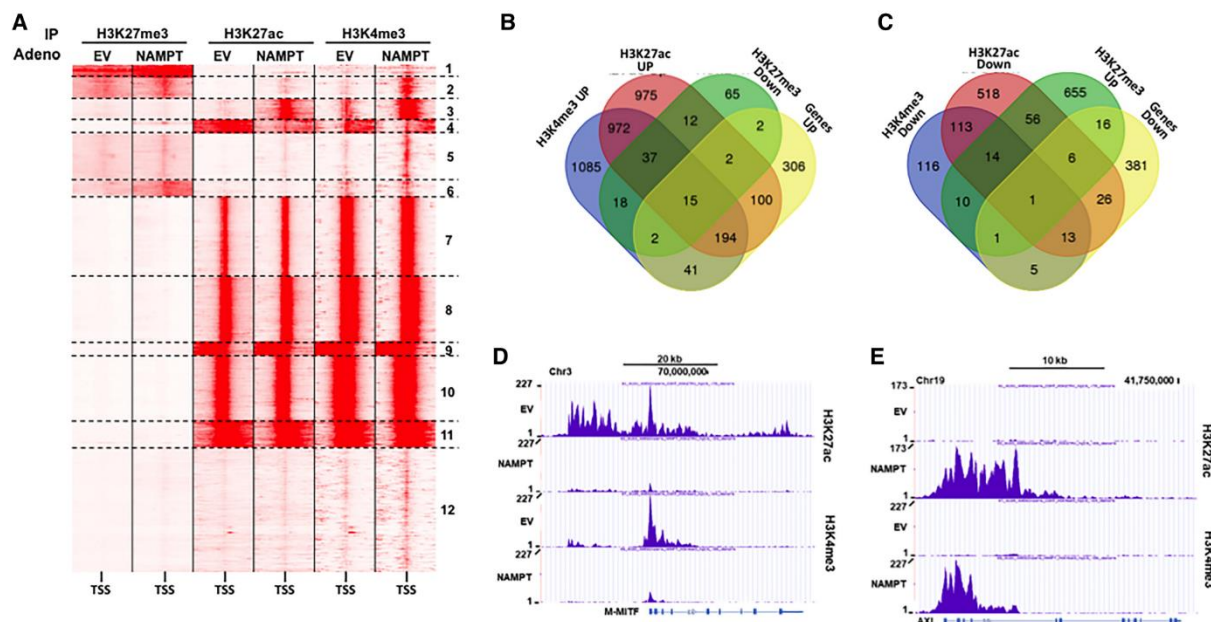 A
IP H3K27me3 H3K27ac H3K4me3
Adeno EV NAMPT EV NAMPT EV NAMPT
1
2
3
4
5
6
7
8
9
10
11
12
TSS TSS TSS TSS TSS TSS
B
H3K4me3 UP
H3K27ac
UP
H3K27me3
Down
Genes
UP
975 65
972 12 2
1085 37 2 306
18 15 100
2 194
41
C
H3K4me3
Down
H3K27ac
Down
H3K27me3
Up
Genes
Down
518 655
113 56 16
116 14 6 381
10 1 26
1 13
5
D
20 kb
Chr3 70,000,000
227
EV
1
227
NAMPT
1
227
EV
1
227
NAMPT
1
H3K27ac
H3K4me3
M-MITF
E
10 kb
Chr19 41,750,000
173
EV
1
173
NAMPT
1
227
EV
1
227
NAMPT
1
H3K27ac
AXL